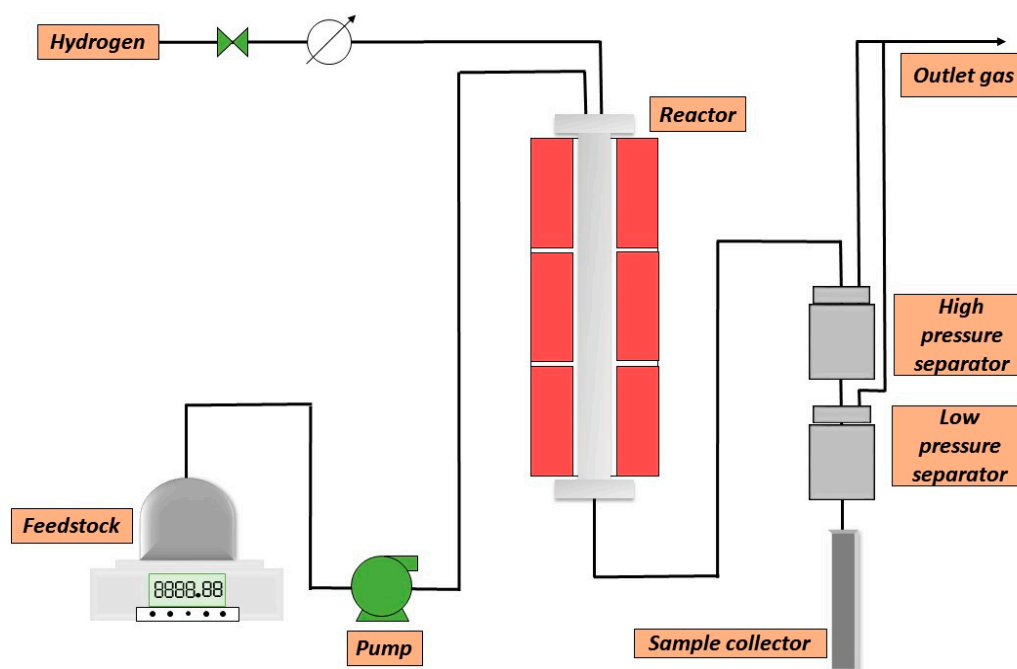 Hydrogen
Outlet gas
Reactor
High
pressure
separator
Low
pressure
separator
Feedstock
8888.88
Pump
Sample collector